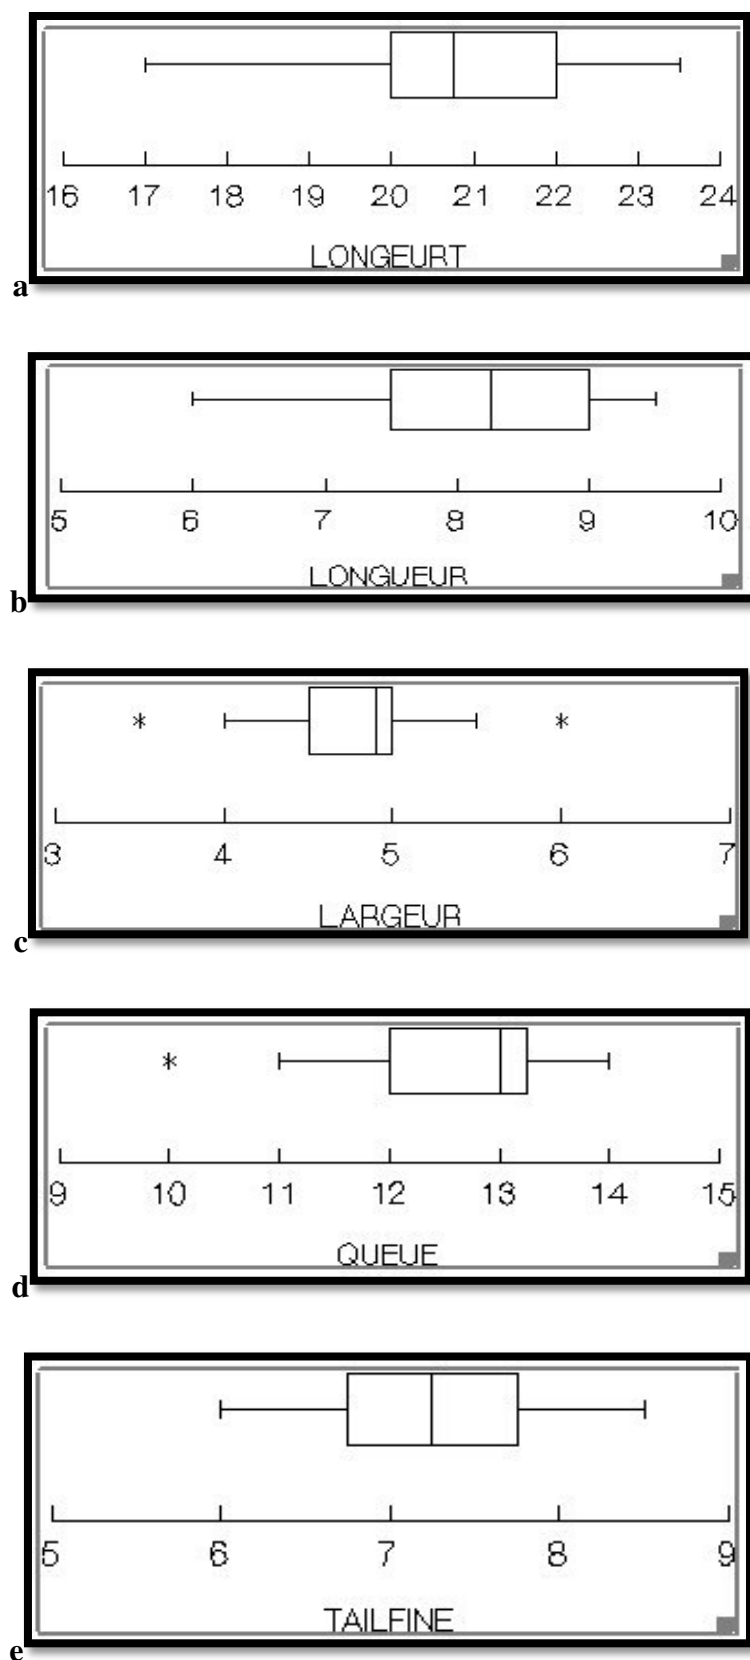 16 17 18 19 20 21 22 23 24
LONGEURT
a
5 6 7 8 9 10
LONGUEUR
b
* *
3 4 5 6 7
LARGEUR
c
*
9 10 11 12 13 14 15
QUEUE
d
5 6 7 8 9
TAILFINE
e